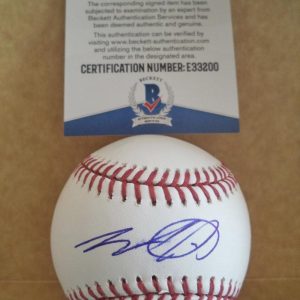 The corresponding signed item has been
subjected to examination by an expert from
Beckett Authentication Services and has
been deemed authentic and genuine.
This authentication can be verified by
visiting www.beckett-authentication.com
and utilizing the below alphanumeric
number in the designated area.
CERTIFICATION NUMBER: E33200
BECKETT
B
AUTHENTICATION
SERVICES